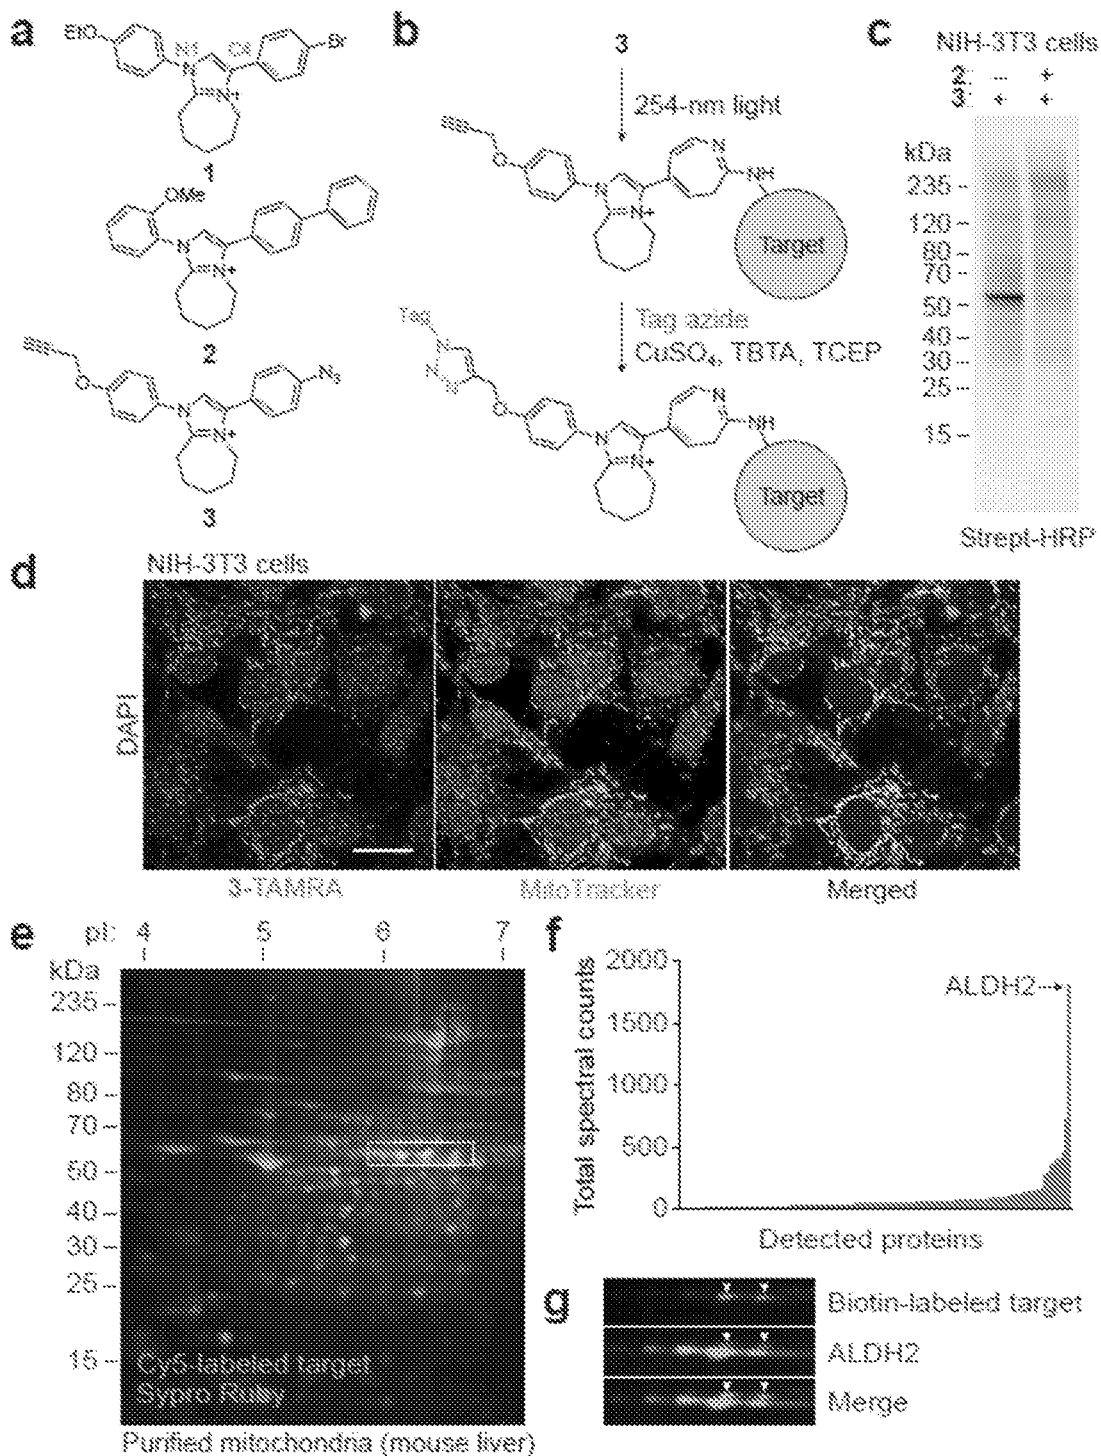 a
EtO
N1
C4
Br
N
N+
1
OMe
N
N+
2
O
N
N3
N+
3
b
3
254-nm light
O
N
N
NH
N+
Target
Tag azide
CuSO4, TBTA, TCEP
Tag
N
N
N
O
N
N
NH
N+
Target
c
NIH-3T3 cells
2: – +
3: + +
kDa
235
120
80
70
50
40
30
25
15
Strept-HRP
d
NIH-3T3 cells
DAPI
3-TAMRA
MitoTracker
Merged
e
pI: 4 5 6 7
kDa
235
120
80
70
50
40
30
25
15
Cy5-labeled target
Sypro Ruby
Purified mitochondria (mouse liver)
f
Total spectral counts
2000
1500
1000
500
0
ALDH2
Detected proteins
g
Biotin-labeled target
ALDH2
Merge